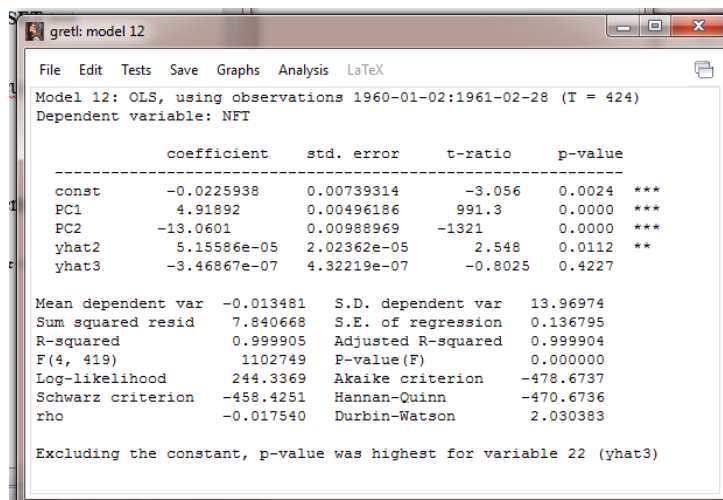 gretl: model 12
File Edit Tests Save Graphs Analysis LaTeX
Model 12: OLS, using observations 1960-01-02:1961-02-28 (T = 424)
Dependent variable: NFT
coefficient std. error t-ratio p-value
---------------------------------------------------------------
const -0.0225938 0.00739314 -3.056 0.0024 ***
PC1 4.91892 0.00496186 991.3 0.0000 ***
PC2 -13.0601 0.00988969 -1321 0.0000 ***
yhat2 5.15586e-05 2.02362e-05 2.548 0.0112 **
yhat3 -3.46867e-07 4.32219e-07 -0.8025 0.4227
Mean dependent var -0.013481 S.D. dependent var 13.96974
Sum squared resid 7.840668 S.E. of regression 0.136795
R-squared 0.999905 Adjusted R-squared 0.999904
F(4, 419) 1102749 P-value(F) 0.000000
Log-likelihood 244.3369 Akaike criterion -478.6737
Schwarz criterion -458.4251 Hannan-Quinn -470.6736
rho -0.017540 Durbin-Watson 2.030383
Excluding the constant, p-value was highest for variable 22 (yhat3)